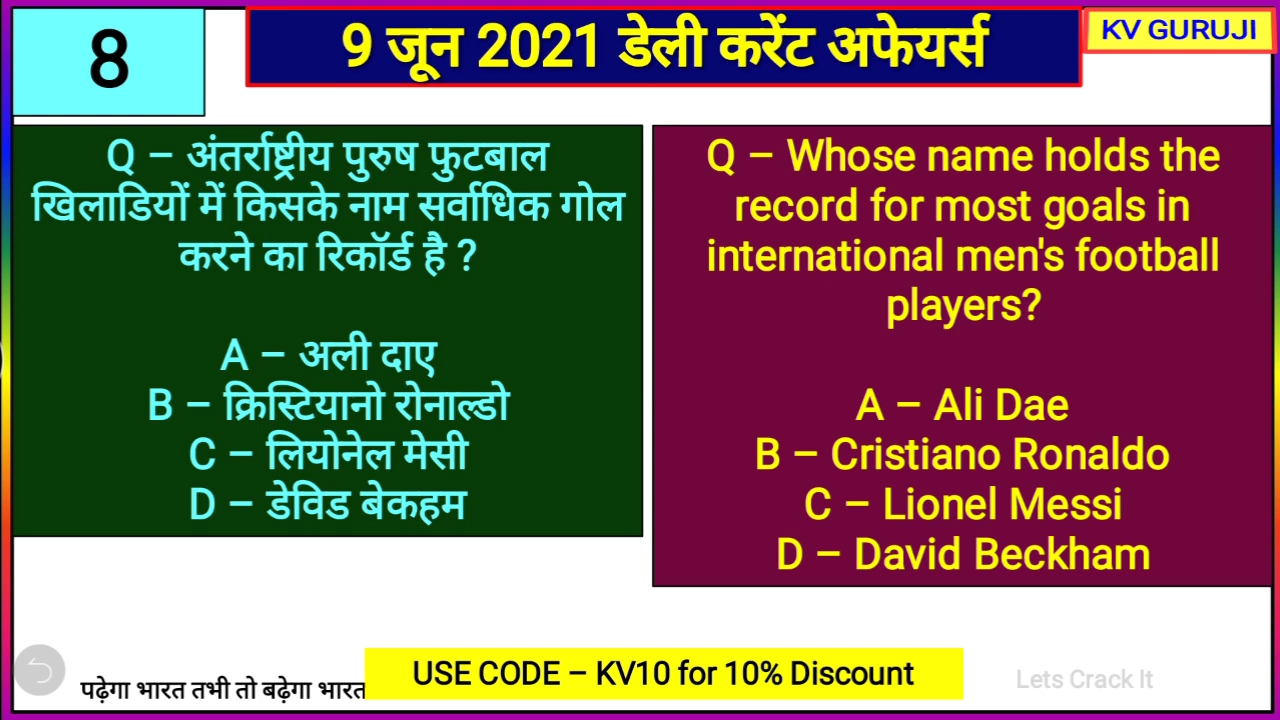 8
9 जून 2021 डेली करेंट अफेयर्स
KV GURUJI
Q – अंतर्राष्ट्रीय पुरुष फुटबाल
खिलाडियों में किसके नाम सर्वाधिक गोल
करने का रिकॉर्ड है ?
A – अली दाए
B – क्रिस्टियानो रोनाल्डो
C – लियोनेल मेसी
D – डेविड बेकहम
Q – Whose name holds the
record for most goals in
international men's football
players?
A – Ali Dae
B – Cristiano Ronaldo
C – Lionel Messi
D – David Beckham
पढ़ेगा भारत तभी तो बढ़ेगा भारत
USE CODE – KV10 for 10% Discount
Lets Crack It